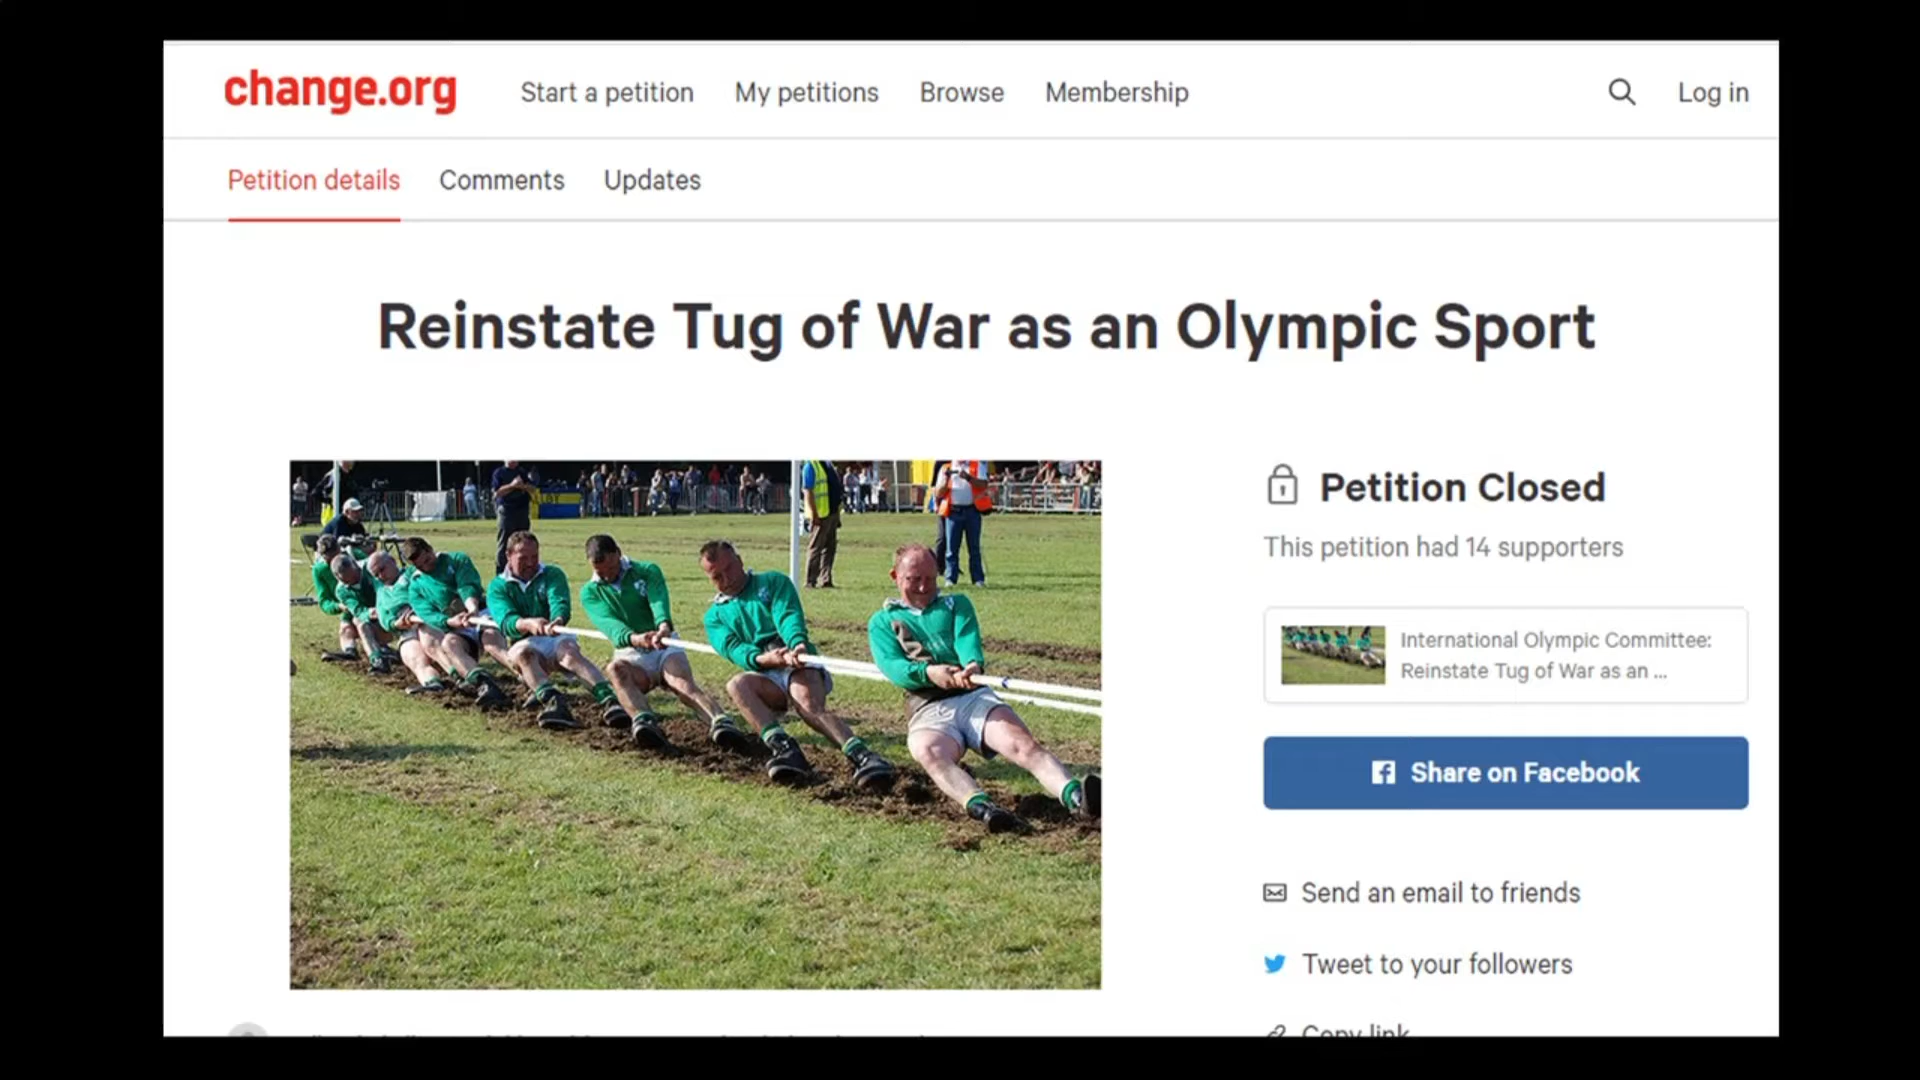 change.org
Start a petition
My petitions
Browse
Membership
Log in
Petition details
Comments
Updates
Reinstate Tug of War as an Olympic Sport
Petition Closed
This petition had 14 supporters
International Olympic Committee:
Reinstate Tug of War as an ...
Share on Facebook
Send an email to friends
Tweet to your followers
Copy link